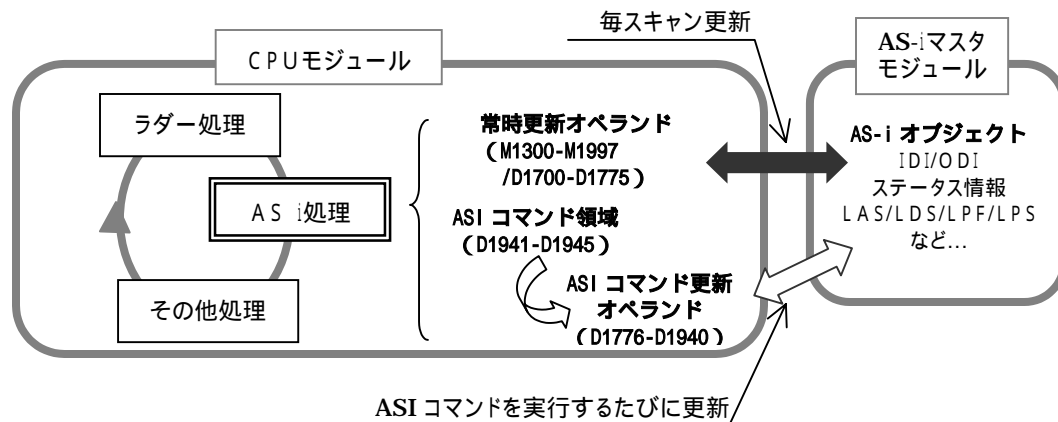 毎スキャン更新
CPUモジュール
AS-iマスタ
モジュール
ラダー処理
ASi処理
その他処理
常時更新オペランド
（M1300-M1997
/D1700-D1775）
ASI コマンド領域
（D1941-D1945）
ASI コマンド更新
オペランド
（D1776-D1940）
AS-i オブジェクト
IDI/ODI
ステータス情報
LAS/LDS/LPF/LPS
など…
ASI コマンドを実行するたびに更新